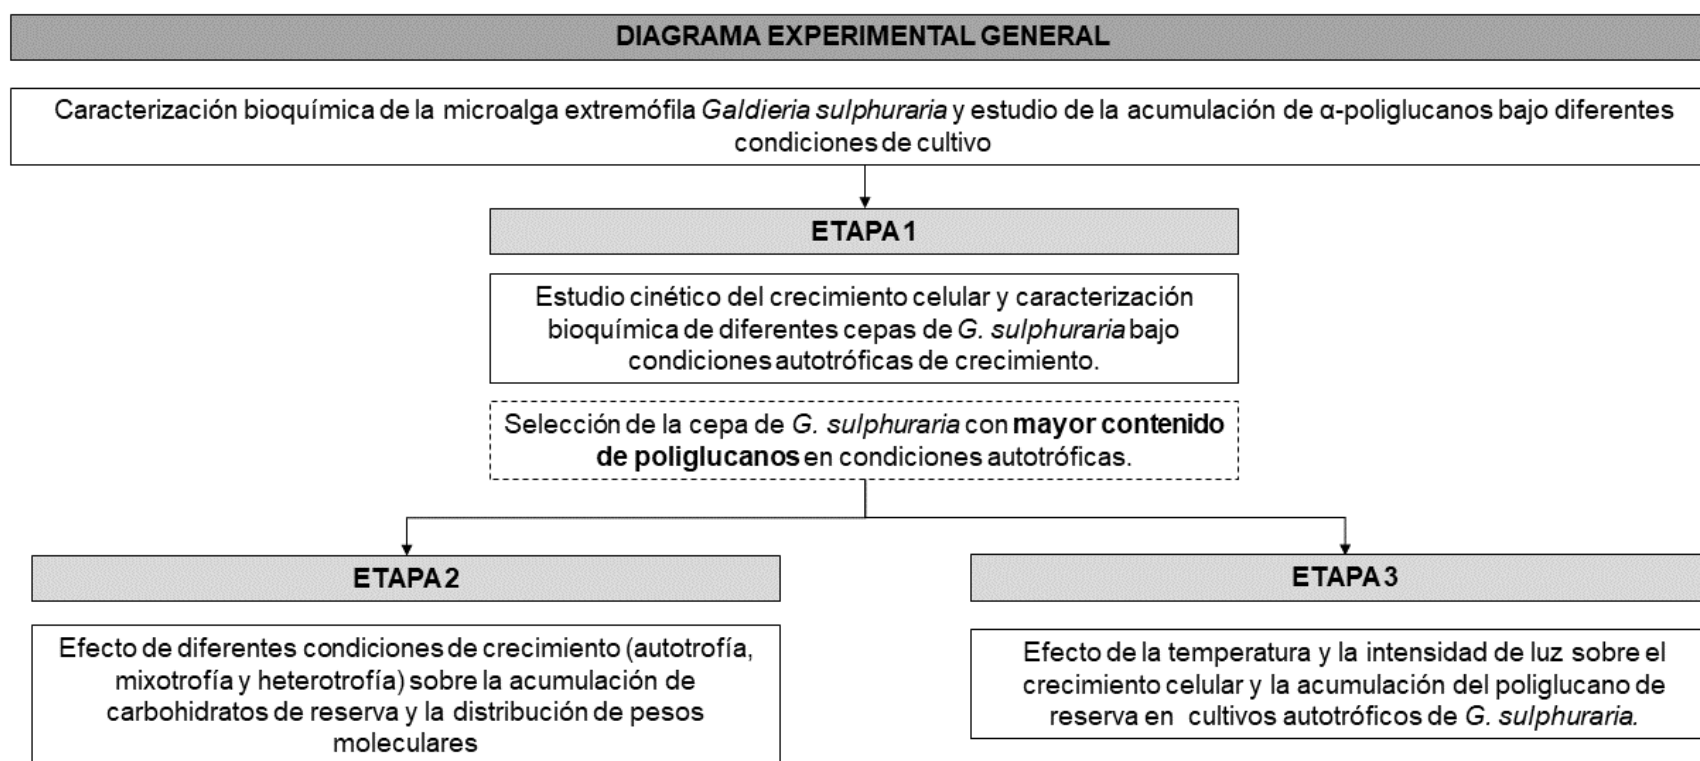 DIAGRAMA EXPERIMENTAL GENERAL
Caracterización bioquímica de la microalga extremófila Galdieria sulphuraria y estudio de la acumulación de α-poliglucanos bajo diferentes
condiciones de cultivo
ETAPA 1
Estudio cinético del crecimiento celular y caracterización
bioquímica de diferentes cepas de G. sulphuraria bajo
condiciones autotróficas de crecimiento.
Selección de la cepa de G. sulphuraria con mayor contenido
de poliglucanos en condiciones autotróficas.
ETAPA 2
Efecto de diferentes condiciones de crecimiento (autotrofía,
mixotrofía y heterotrofía) sobre la acumulación de
carbohidratos de reserva y la distribución de pesos
moleculares
ETAPA 3
Efecto de la temperatura y la intensidad de luz sobre el
crecimiento celular y la acumulación del poliglucano de
reserva en cultivos autotróficos de G. sulphuraria.